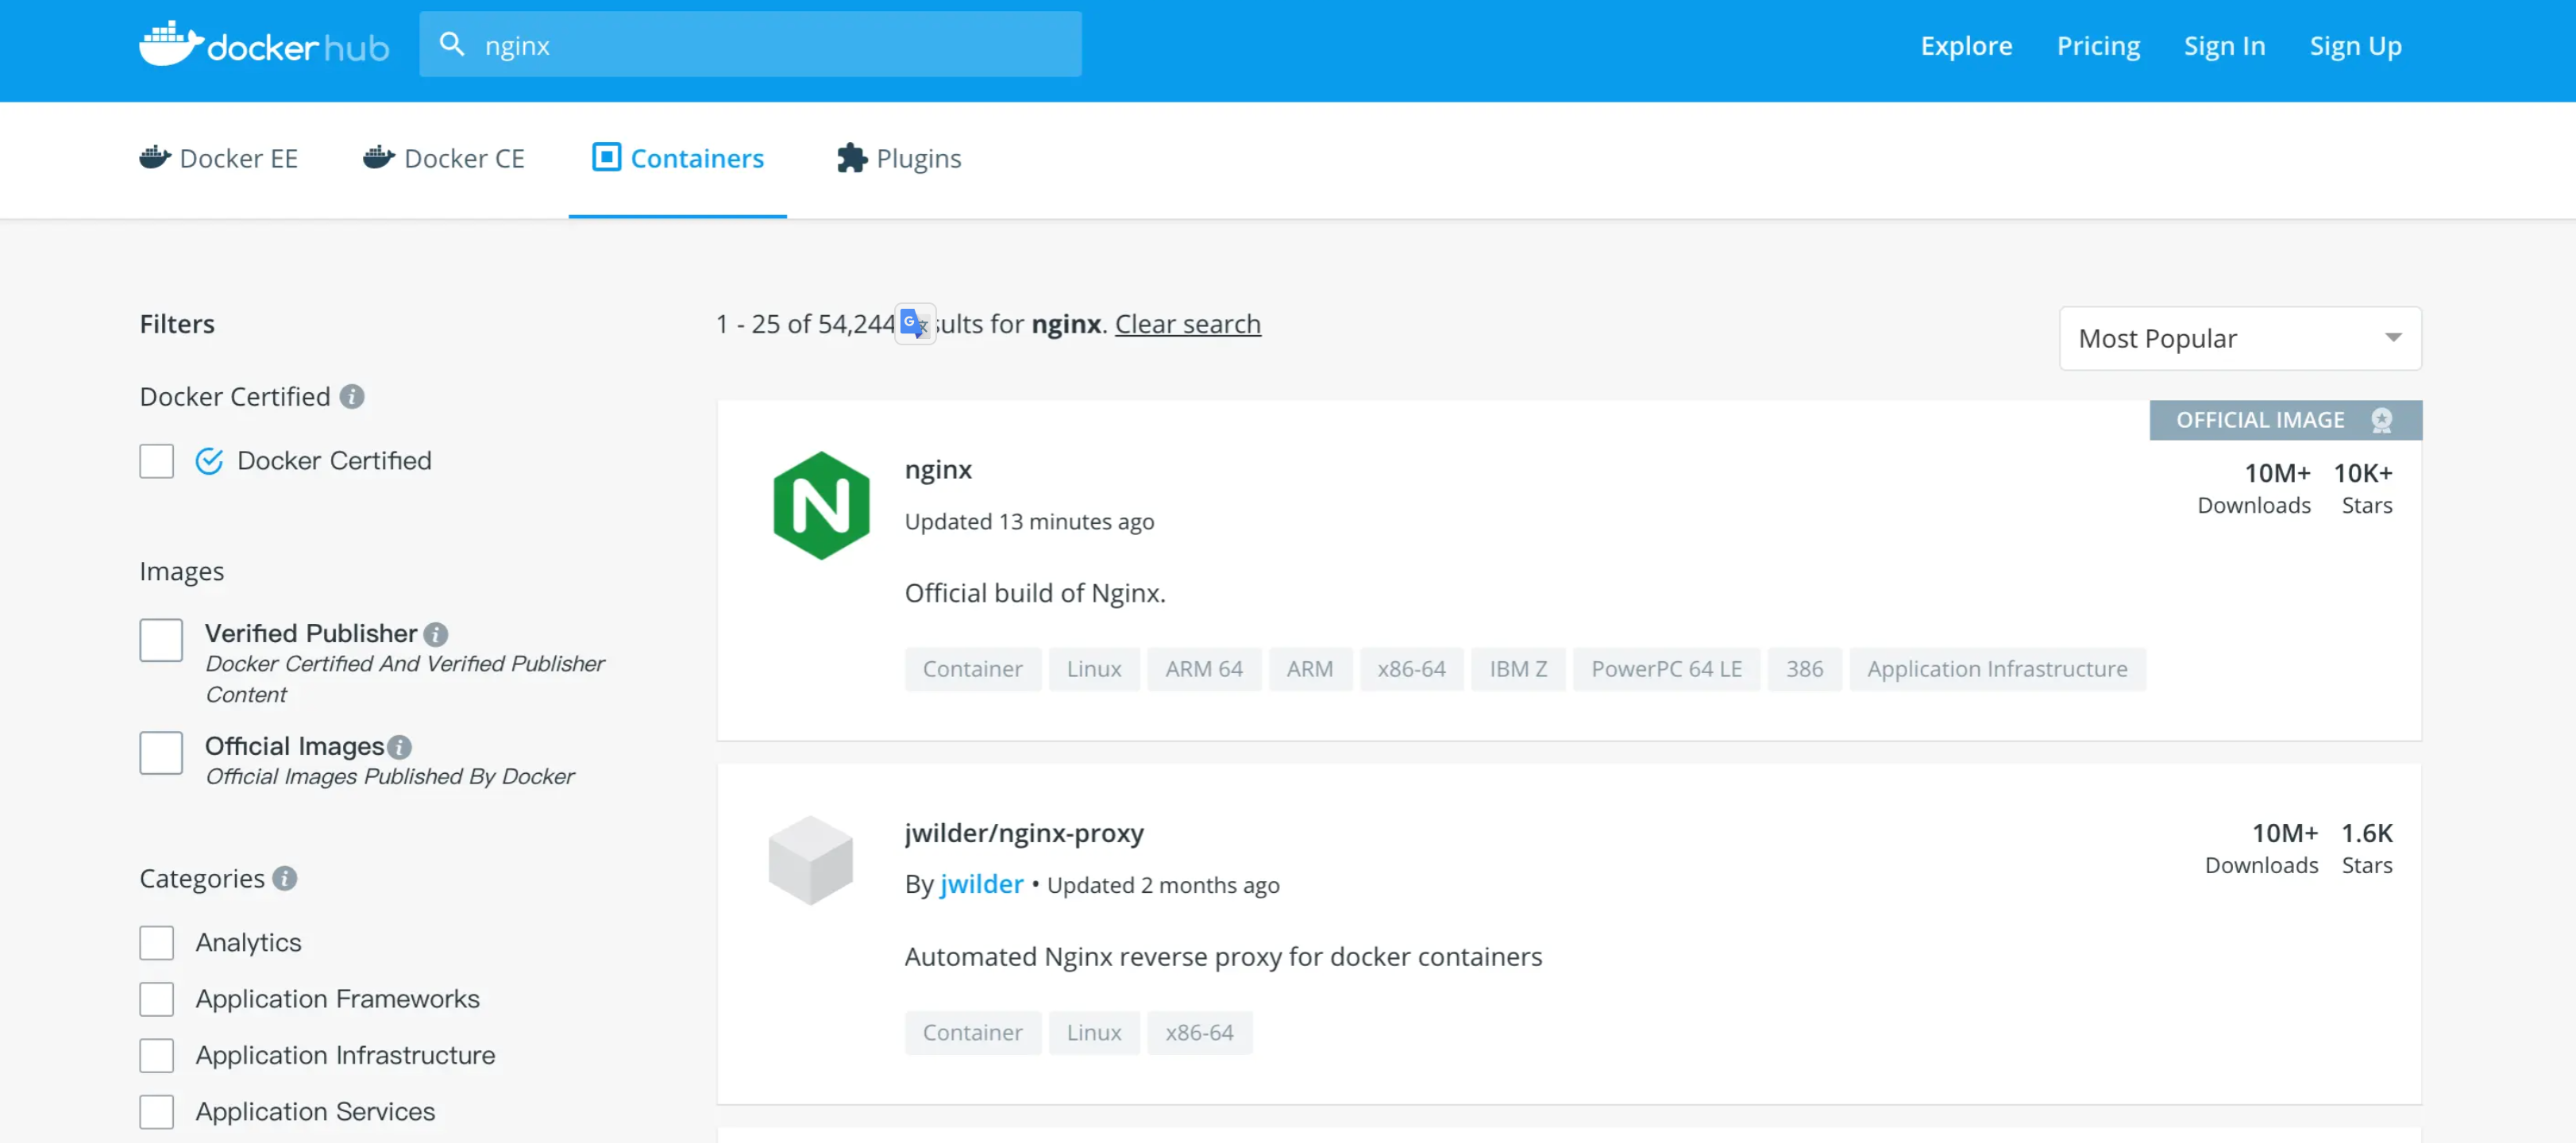 docker hub
nginx
Explore Pricing Sign In Sign Up
Docker EE Docker CE Containers Plugins
Filters
1 - 25 of 54,244 sults for nginx. Clear search
Most Popular
Docker Certified
Docker Certified
OFFICIAL IMAGE
nginx
Updated 13 minutes ago
10M+ 10K+
Downloads Stars
Official build of Nginx.
Container Linux ARM 64 ARM x86-64 IBM Z PowerPC 64 LE 386 Application Infrastructure
Images
Verified Publisher
Docker Certified And Verified Publisher
Content
Official Images
Official Images Published By Docker
jwilder/nginx-proxy
By jwilder • Updated 2 months ago
10M+ 1.6K
Downloads Stars
Automated Nginx reverse proxy for docker containers
Container Linux x86-64
Categories
Analytics
Application Frameworks
Application Infrastructure
Application Services